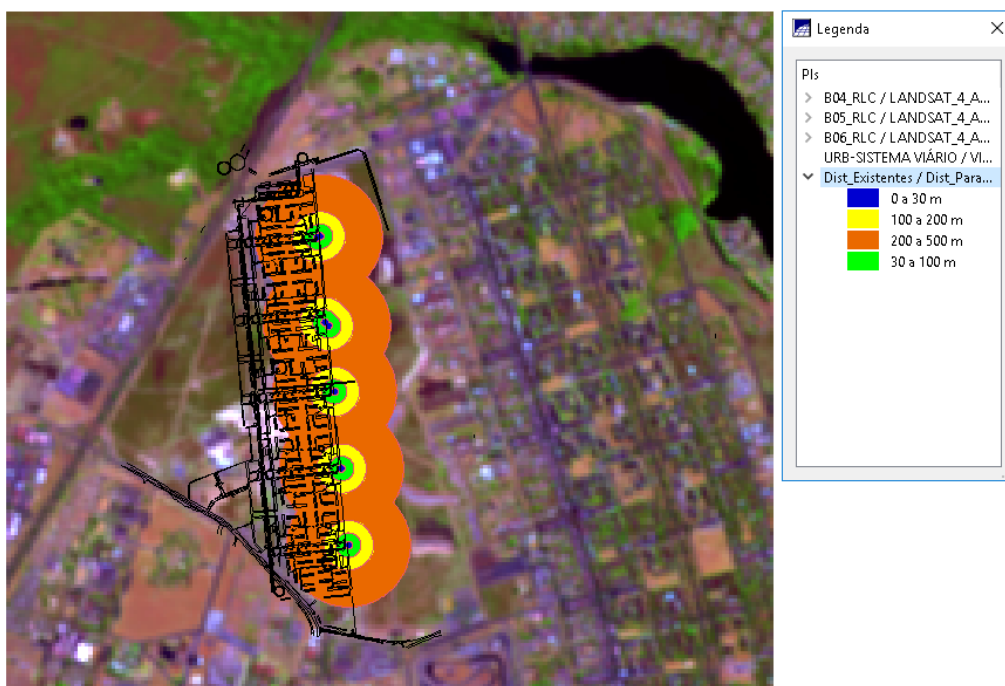 Legenda
PIs
B04_RLC / LANDSAT_4_A...
B05_RLC / LANDSAT_4_A...
B06_RLC / LANDSAT_4_A...
URB-SISTEMA VIÁRIO / VI...
Dist_Existentes / Dist_Para...
0 a 30 m
100 a 200 m
200 a 500 m
30 a 100 m